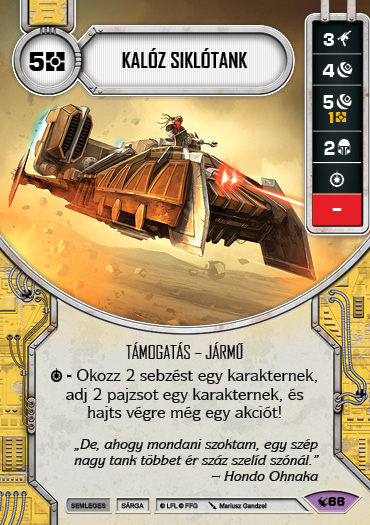 5
KALÓZ SIKLÓTANK
3
4
5
1
2
-
TÁMOGATÁS – JÁRMŰ
- Okozz 2 sebzést egy karakternek,
adj 2 pajzsot egy karakternek, és
hajts végre még egy akciót!
„De, ahogy mondani szoktam, egy szép
nagy tank többet ér száz szelíd szónál.”
– Hondo Ohnaka
SEMLEGES SÁRGA © LFL © FFG Mariusz Gandzel 66